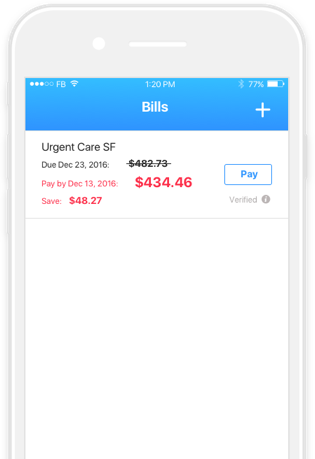 FB 1:20 PM 77%
Bills +
Urgent Care SF
Due Dec 23, 2016: $482.73
Pay by Dec 13, 2016: $434.46
Pay
Save: $48.27
Verified i